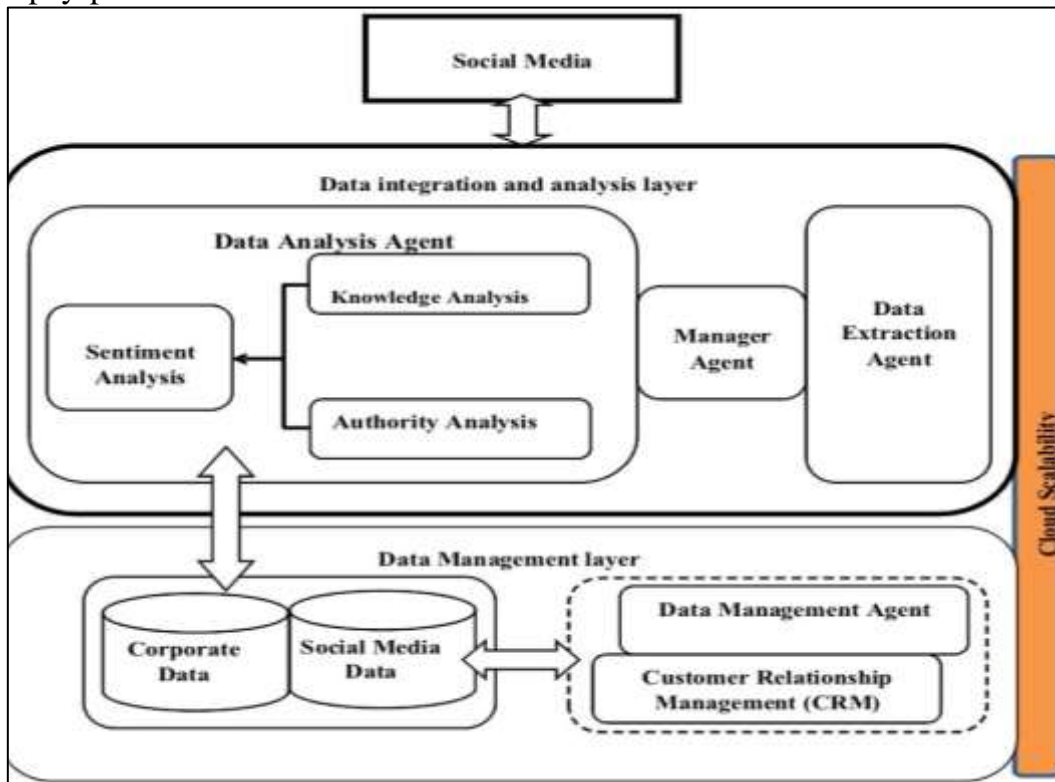 Social Media
Data integration and analysis layer
Data Analysis Agent
Knowledge Analysis
Sentiment
Analysis
Authority Analysis
Manager
Agent
Data
Extraction
Agent
Cloud Scalability
Data Management layer
Corporate
Data
Social Media
Data
Data Management Agent
Customer Relationship
Management (CRM)